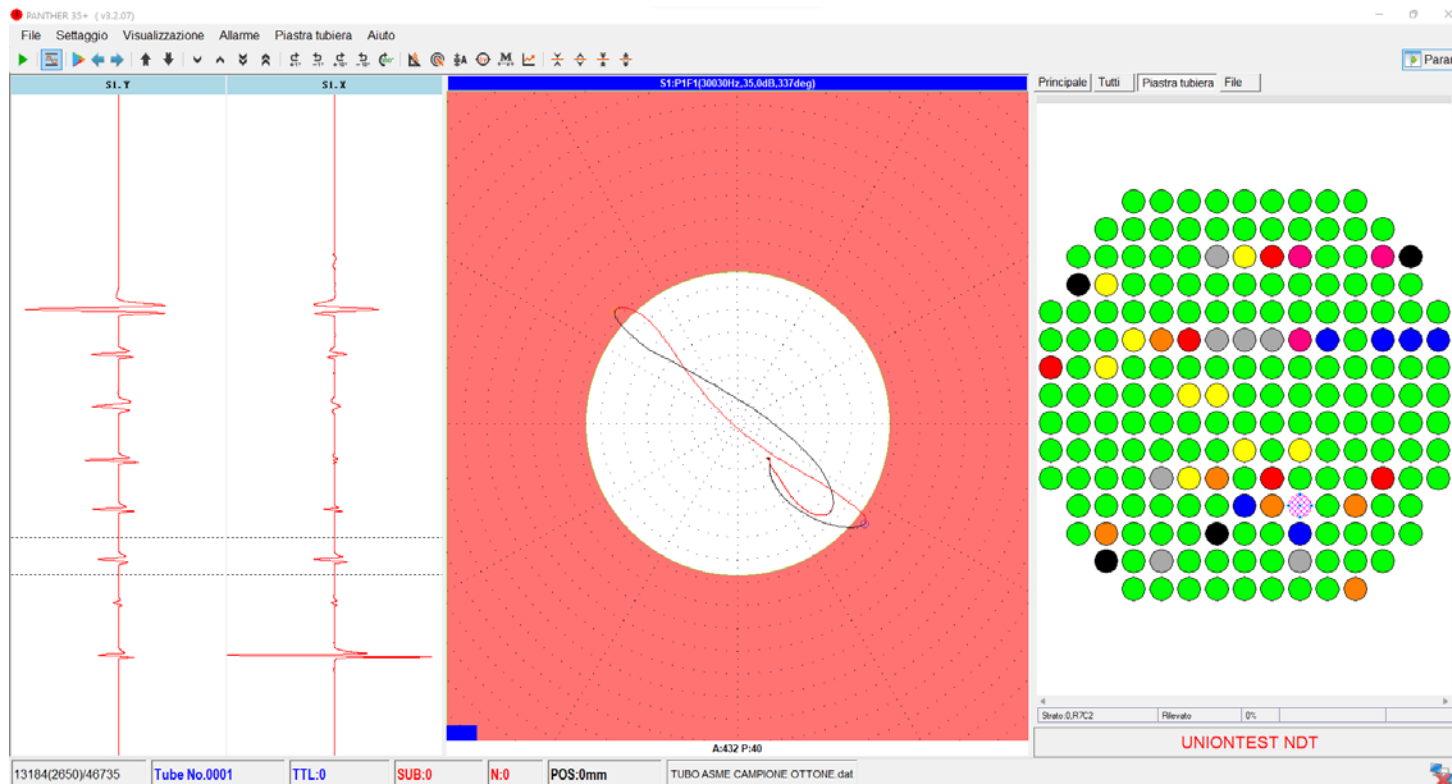 PANTHER 35+ ( v3.2.07)
File Settaggio Visualizzazione Allarme Piastra tubiera Aiuto
Parar
S1.Y S1.X
S1:P1F1(30030Hz,35,0dB,337deg)
Principale Tutti Piastra tubiera File
A:432 P:40
Strato:0,R7C2 Rilevato 0%
UNIONTEST NDT
13184(2650)/46735 Tube No.0001 TTL:0 SUB:0 N:0 POS:0mm TUBO ASME CAMPIONE OTTONE.dat